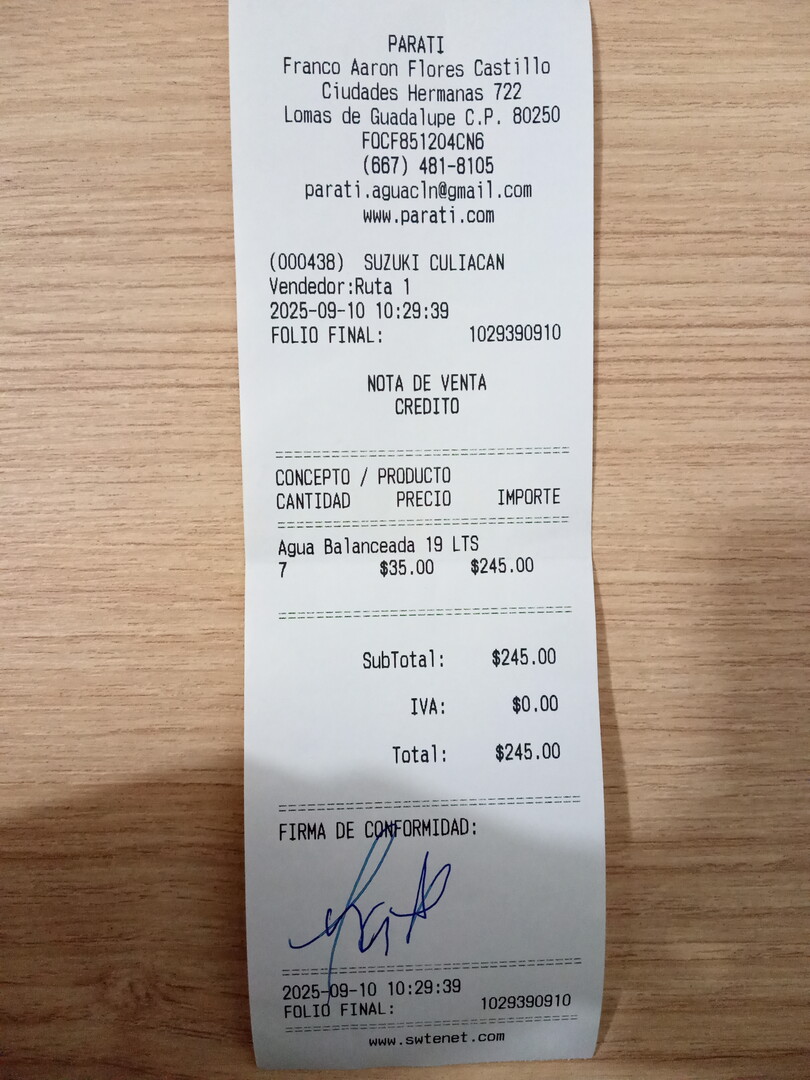 PARATI
Franco Aaron Flores Castillo
Ciudades Hermanas 722
Lomas de Guadalupe C.P. 80250
FOCF851204CN6
(667) 481-8105
parati.aguacln@gmail.com
www.parati.com
(000438) SUZUKI CULIACAN
Vendedor:Ruta 1
2025-09-10 10:29:39
FOLIO FINAL: 1029390910
NOTA DE VENTA
CREDITO
CONCEPTO / PRODUCTO
CANTIDAD PRECIO IMPORTE
Agua Balanceada 19 LTS
7 $35.00 $245.00
SubTotal: $245.00
IVA: $0.00
Total: $245.00
FIRMA DE CONFORMIDAD:
2025-09-10 10:29:39
FOLIO FINAL: 1029390910
www.swtenet.com